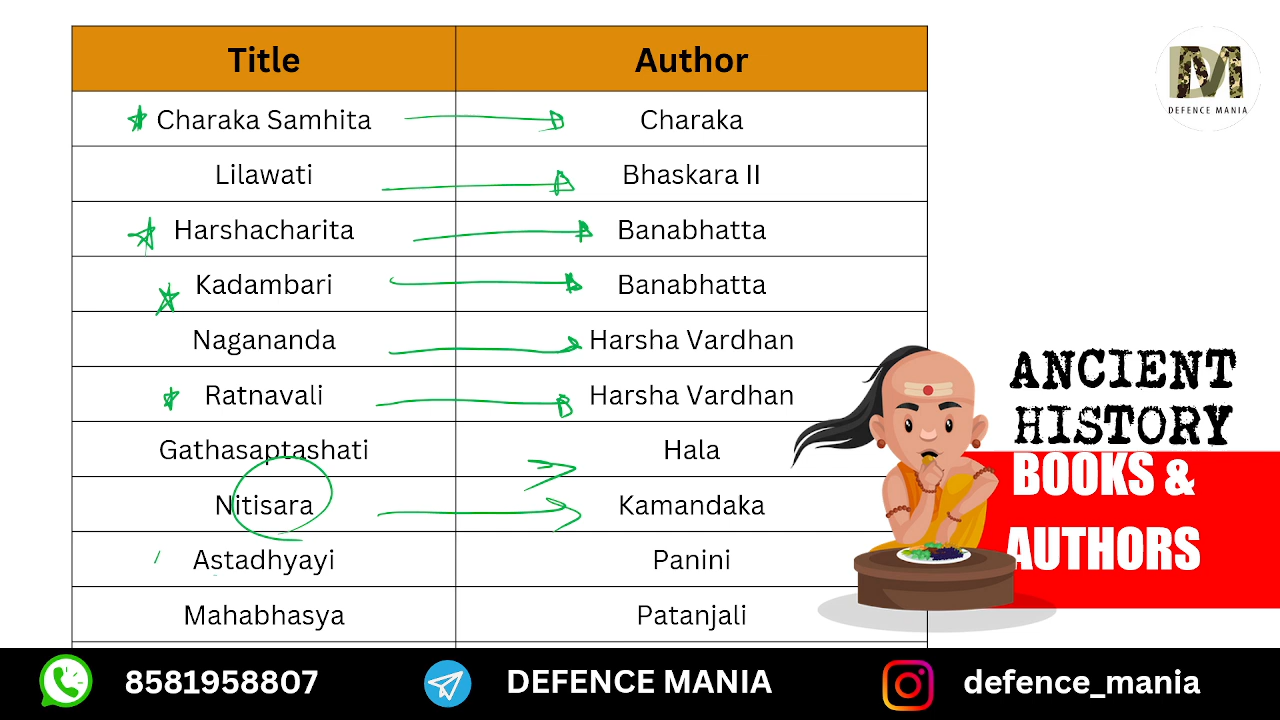 Title Author
Charaka Samhita Charaka
Lilawati Bhaskara II
Harshacharita Banabhatta
Kadambari Banabhatta
Nagananda Harsha Vardhan
Ratnavali Harsha Vardhan
Gathasaptashati Hala
Nitisara Kamandaka
Astadhyayi Panini
Mahabhasya Patanjali
DM
DEFENCE MANIA
ANCIENT
HISTORY
BOOKS &
AUTHORS
8581958807 DEFENCE MANIA defence_mania